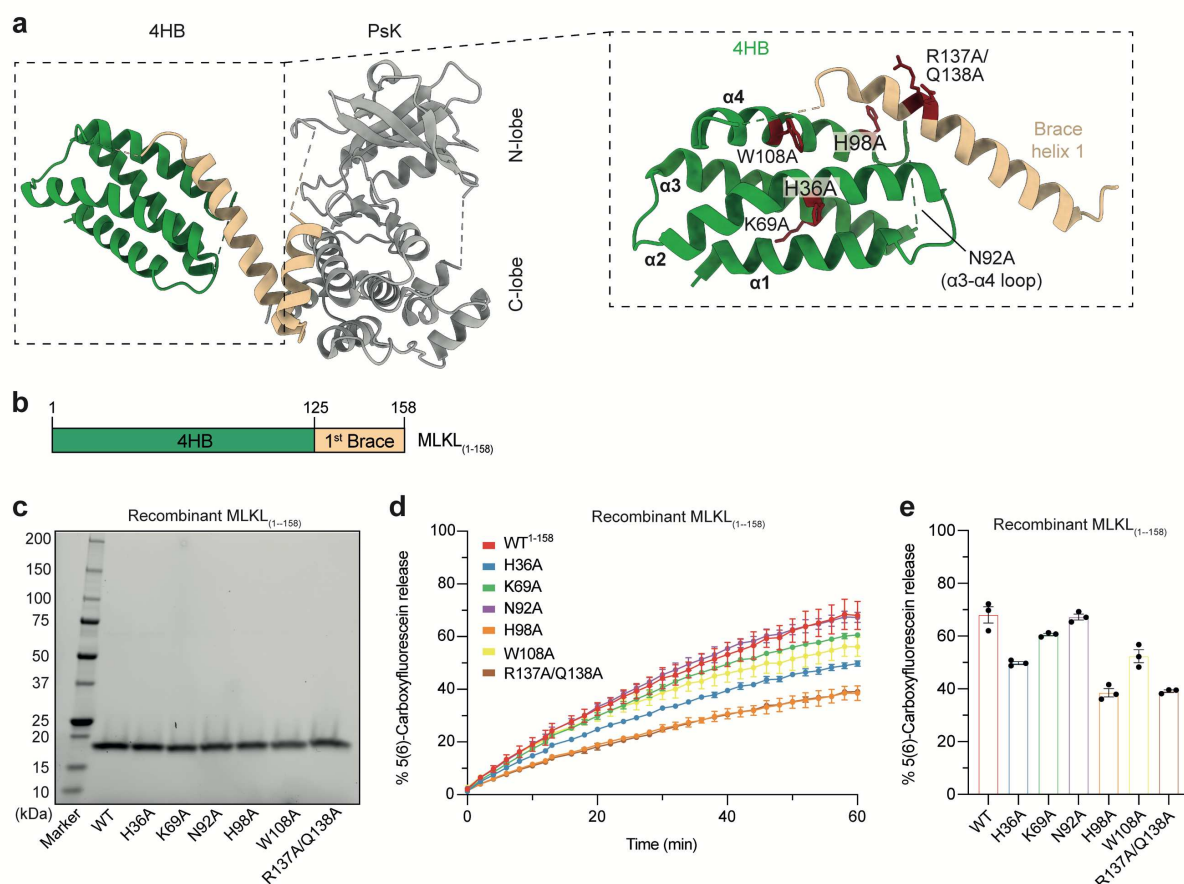 a
4HB
PsK
N-lobe
C-lobe
4HB
R137A/
Q138A
α4
W108A
H98A
Brace
helix 1
α3
H36A
K69A
α2
α1
N92A
(α3-α4 loop)
b
1
125
158
4HB
1st Brace
MLKL(1-158)
c
Recombinant MLKL(1--158)
200
150
100
75
50
37
25
20
15
10
(kDa)
Marker
WT
H36A
K69A
N92A
H98A
W108A
R137A/Q138A
d
Recombinant MLKL(1--158)
% 5(6)-Carboxyfluorescein release
100
80
60
40
20
0
WT1-158
H36A
K69A
N92A
H98A
W108A
R137A/Q138A
0
20
40
60
Time (min)
e
Recombinant MLKL(1--158)
% 5(6)-Carboxyfluorescein release
100
80
60
40
20
0
WT
H36A
K69A
N92A
H98A
W108A
R137A/Q138A